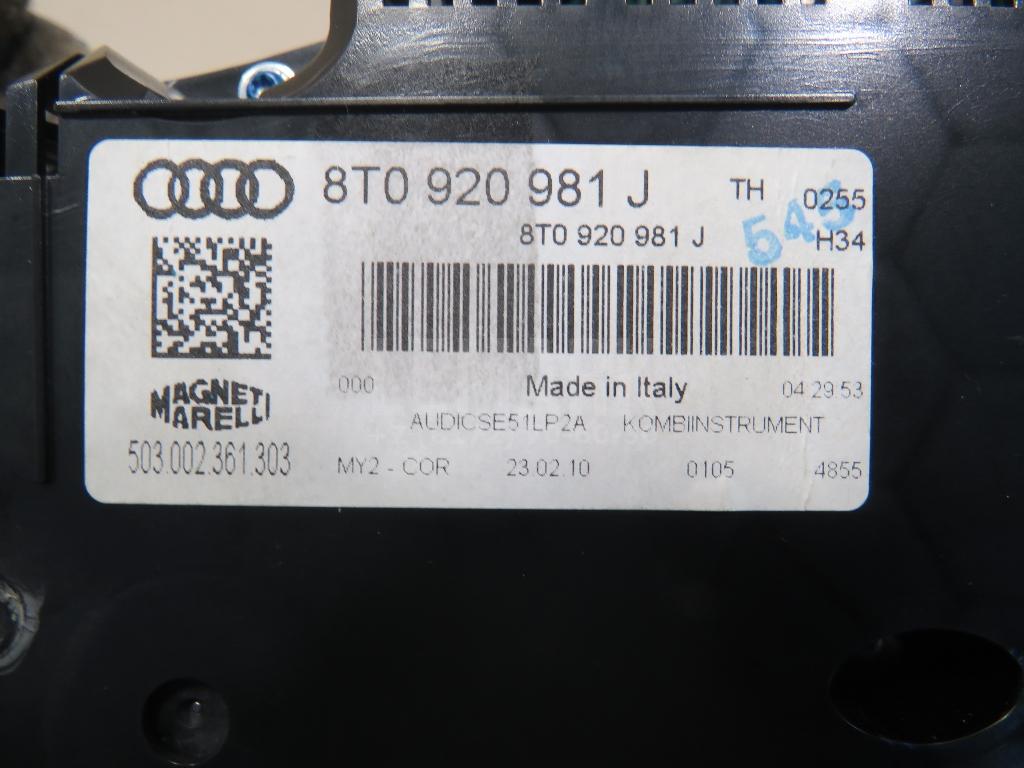 8T0 920 981 J TH 0255
8T0 920 981 J H34
MAGNETI
MARELLI
503.002.361.303
000 Made in Italy 04 29 53
AUDICSE51LP2A KOMBIINSTRUMENT
MY2 - COR 23.02.10 0105 4855